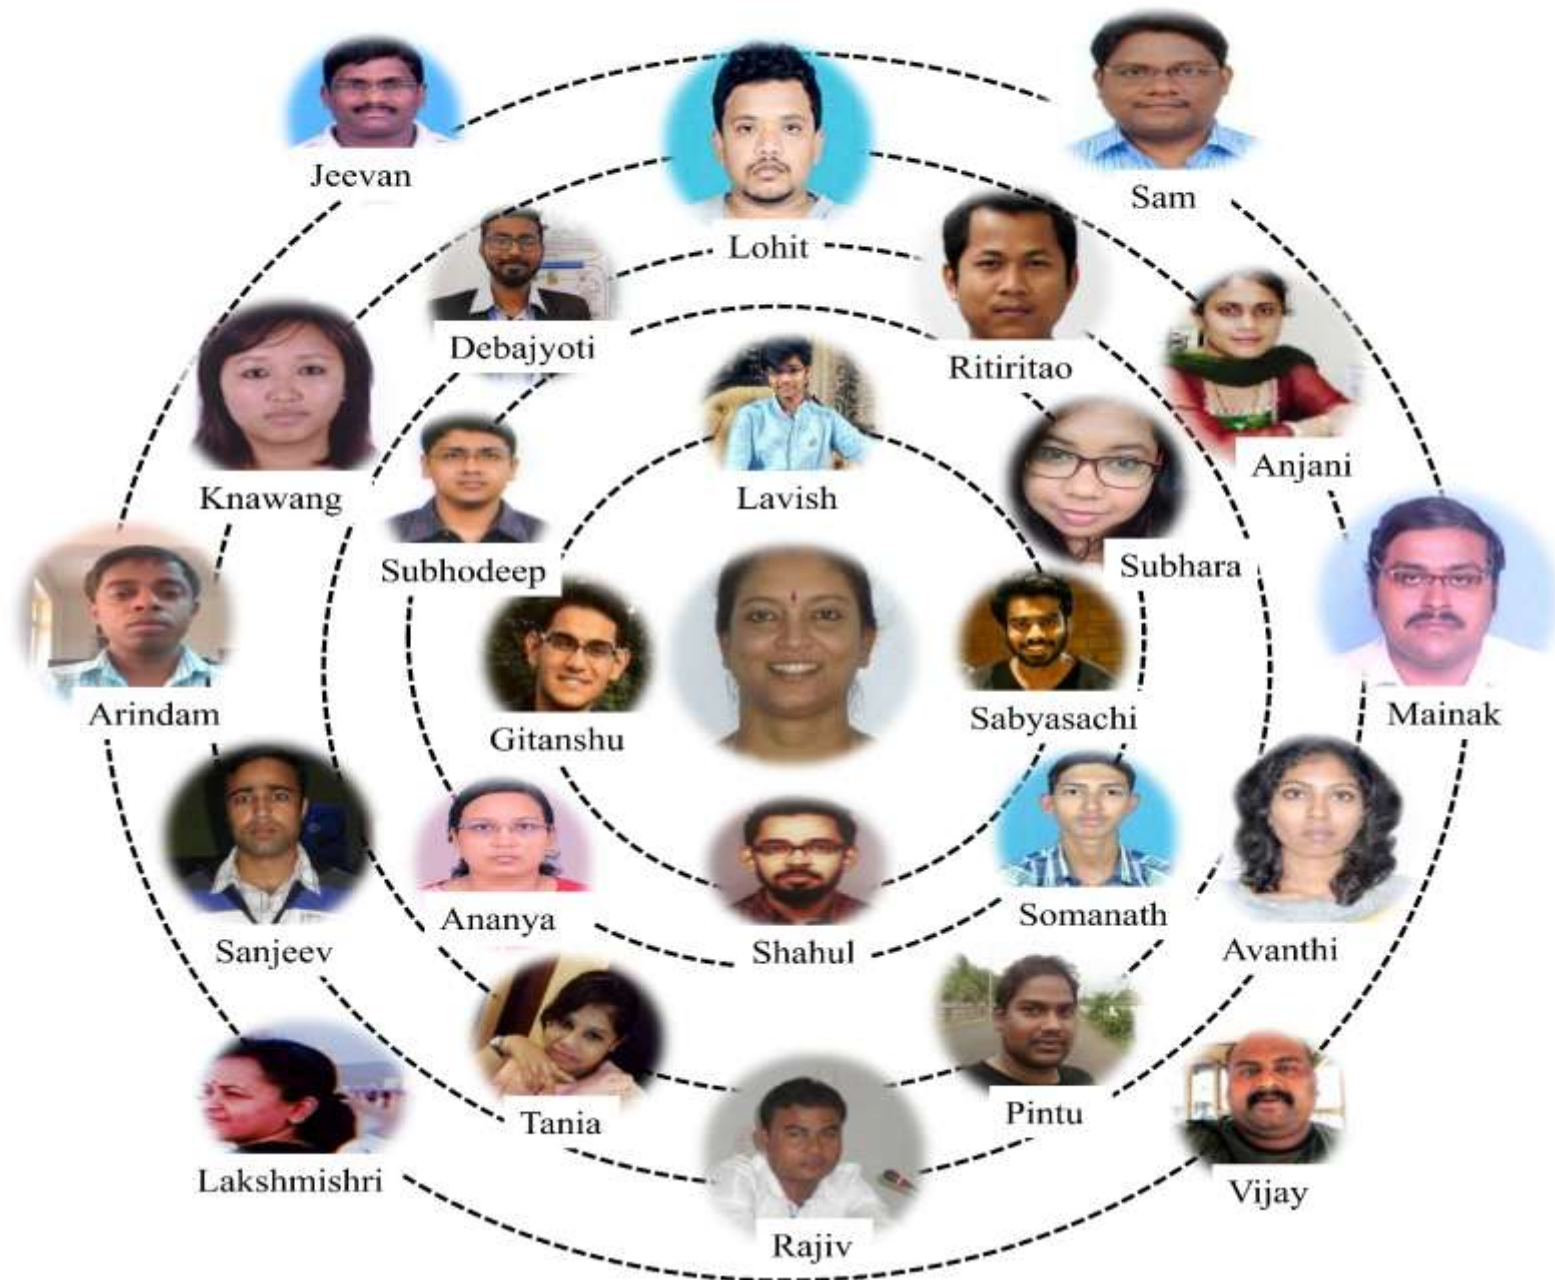 Jeevan
Sam
Lohit
Debajyoti
Ritiritao
Anjani
Knawang
Lavish
Subhodeep
Subhara
Arindam
Gitanshu
Sabyasachi
Mainak
Sanjeev
Ananya
Shahul
Somanath
Avanthi
Tania
Pintu
Lakshmishri
Rajiv
Vijay